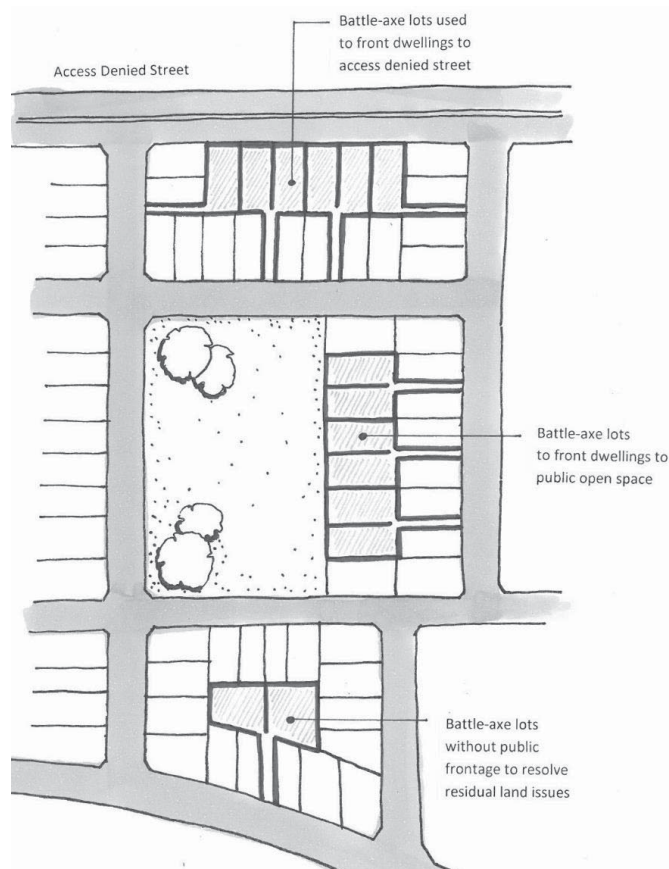 Battle-axe lots used
to front dwellings to
access denied street
Access Denied Street
Battle-axe lots
to front dwellings to
public open space
Battle-axe lots
without public
frontage to resolve
residual land issues